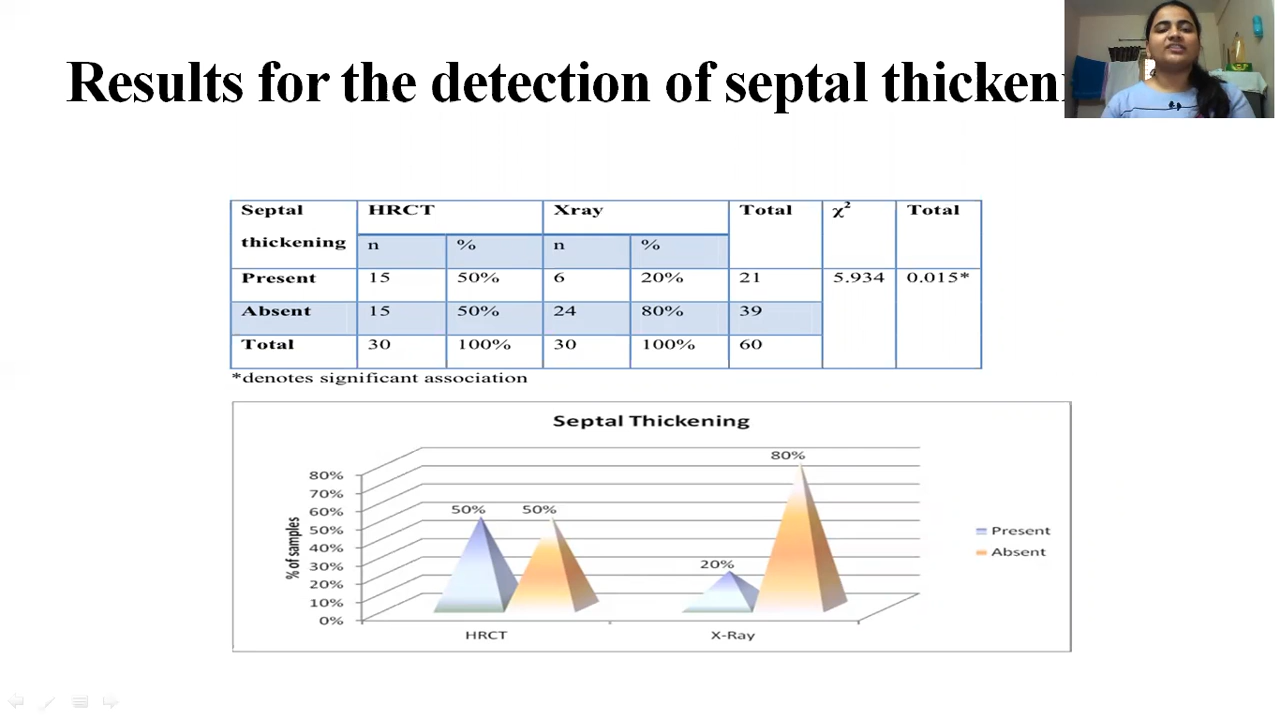 Results for the detection of septal
Septal thickening HRCT Xray Total χ² Total
n % n %
Present 15 50% 6 20% 21 5.934 0.015*
Absent 15 50% 24 80% 39
Total 30 100% 30 100% 60
*denotes significant association
Septal Thickening
80%
70%
60%
50%
40%
30%
20%
10%
0%
% of samples
50% 50% 20% 80%
HRCT X-Ray
Present
Absent